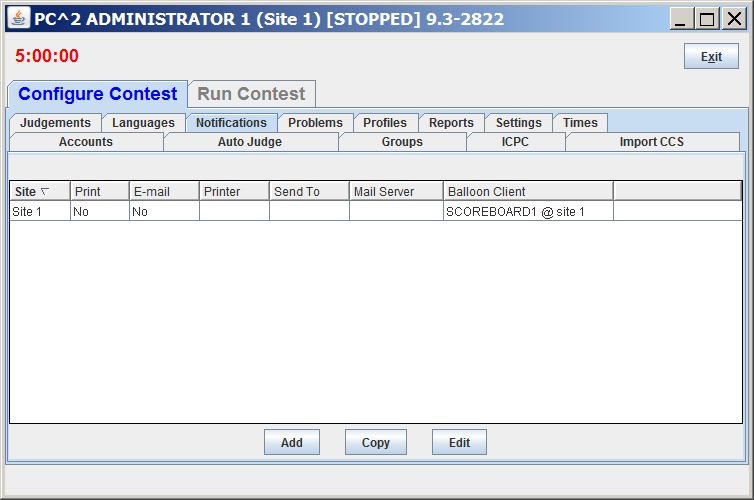 PC^2 ADMINISTRATOR 1 (Site 1) [STOPPED] 9.3-2822
5:00:00 Exit
Configure Contest Run Contest
Judgements Languages Notifications Problems Profiles Reports Settings Times
Accounts Auto Judge Groups ICPC Import CCS
Site Print E-mail Printer Send To Mail Server Balloon Client
Site 1 No No SCOREBOARD1 @ site 1
Add Copy Edit